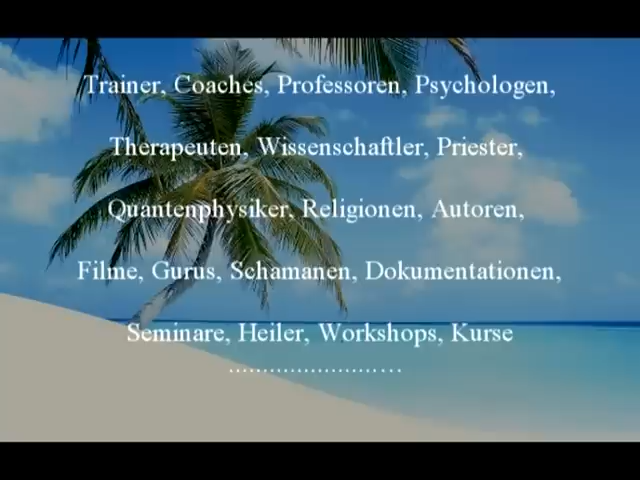 Trainer, Coaches, Professoren, Psychologen,
Therapeuten, Wissenschaftler, Priester,
Quantenphysiker, Religionen, Autoren,
Filme, Gurus, Schamanen, Dokumentationen,
Seminare, Heiler, Workshops, Kurse
........................